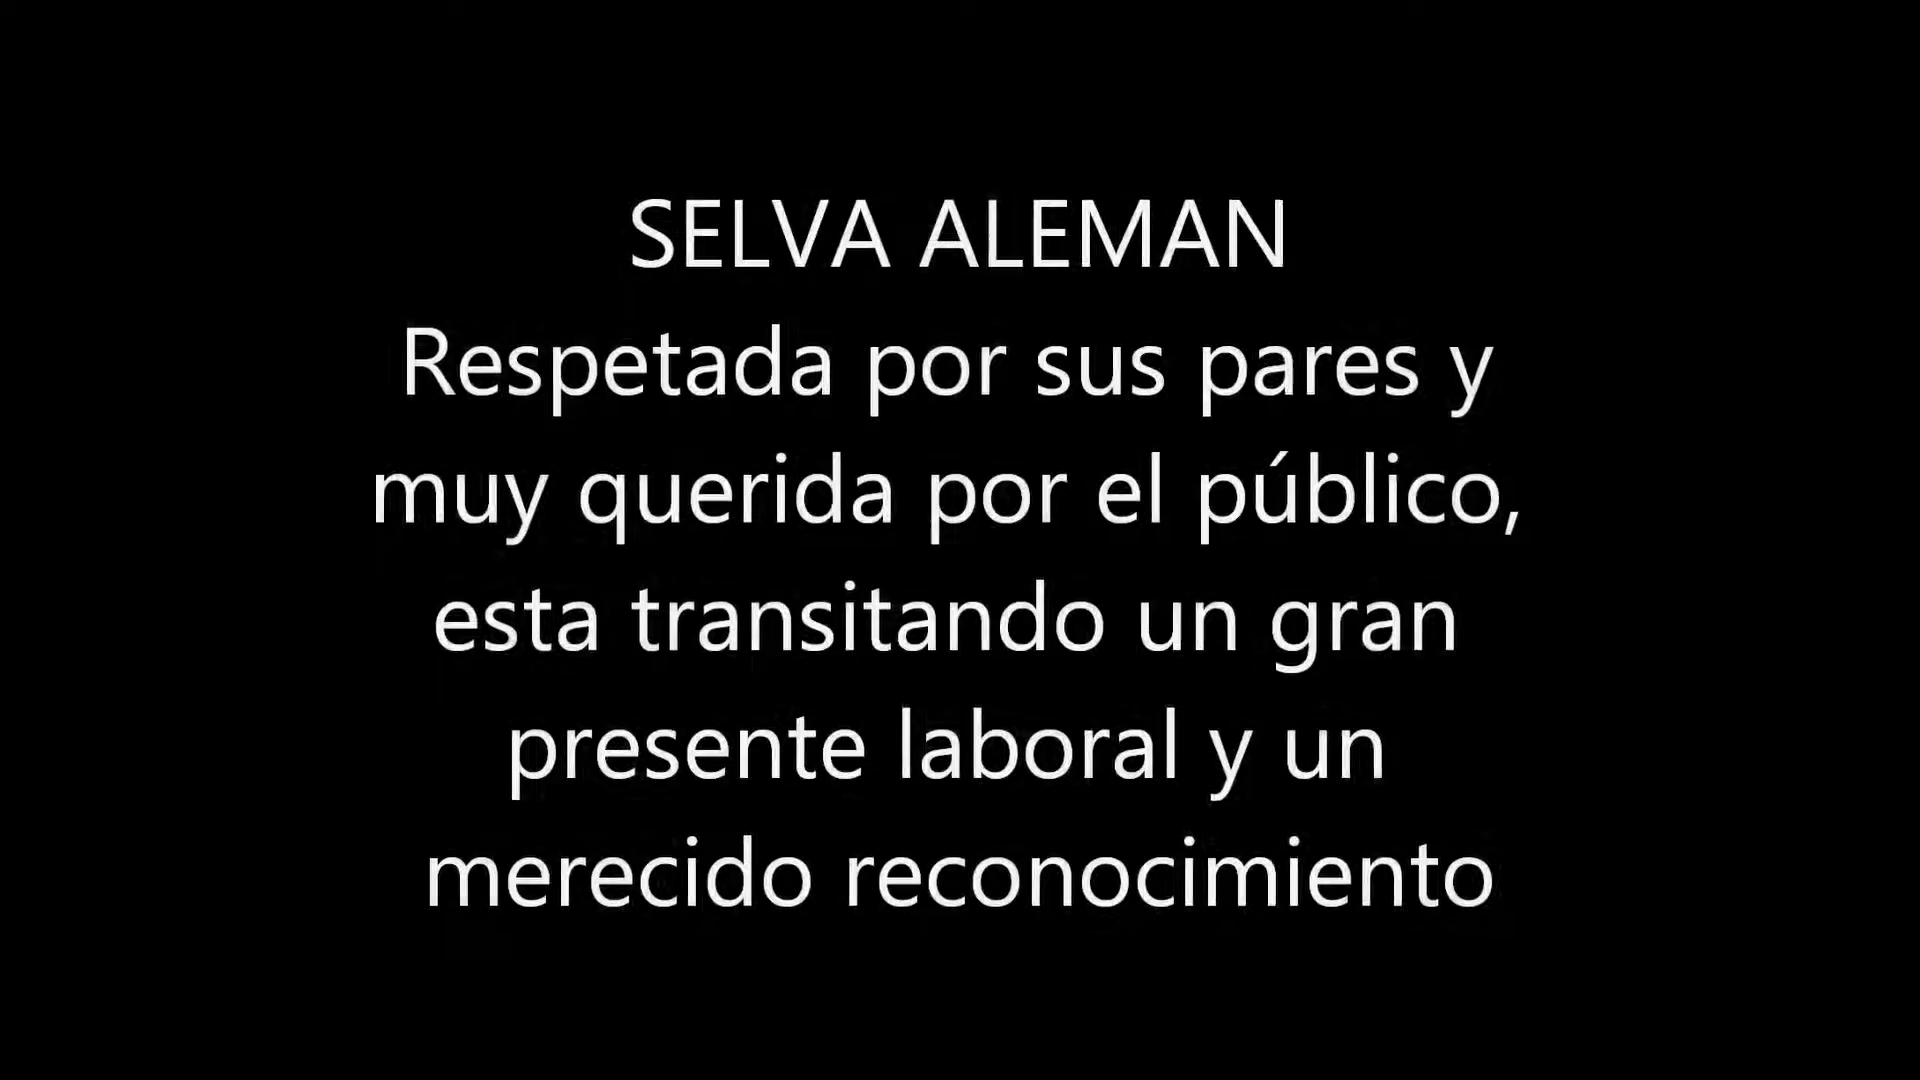 SELVA ALEMAN
Respetada por sus pares y
muy querida por el público,
esta transitando un gran
presente laboral y un
merecido reconocimiento